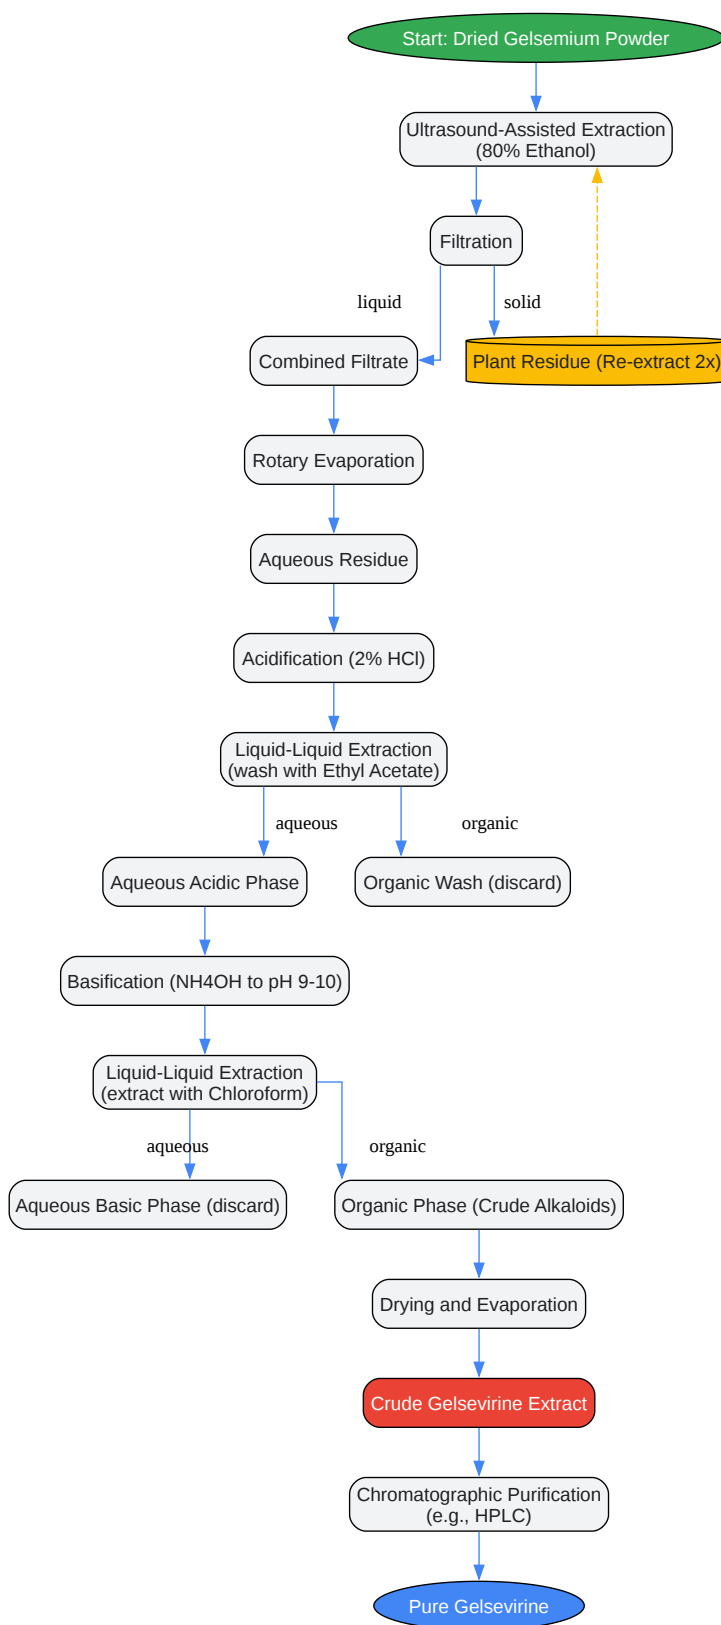 Start: Dried Gelsemium Powder
Ultrasound-Assisted Extraction
(80% Ethanol)
Filtration
liquid
solid
Combined Filtrate
Plant Residue (Re-extract 2x)
Rotary Evaporation
Aqueous Residue
Acidification (2% HCl)
Liquid-Liquid Extraction
(wash with Ethyl Acetate)
aqueous
organic
Aqueous Acidic Phase
Organic Wash (discard)
Basification (NH4OH to pH 9-10)
Liquid-Liquid Extraction
(extract with Chloroform)
aqueous
organic
Aqueous Basic Phase (discard)
Organic Phase (Crude Alkaloids)
Drying and Evaporation
Crude Gelsevirine Extract
Chromatographic Purification
(e.g., HPLC)
Pure Gelsevirine